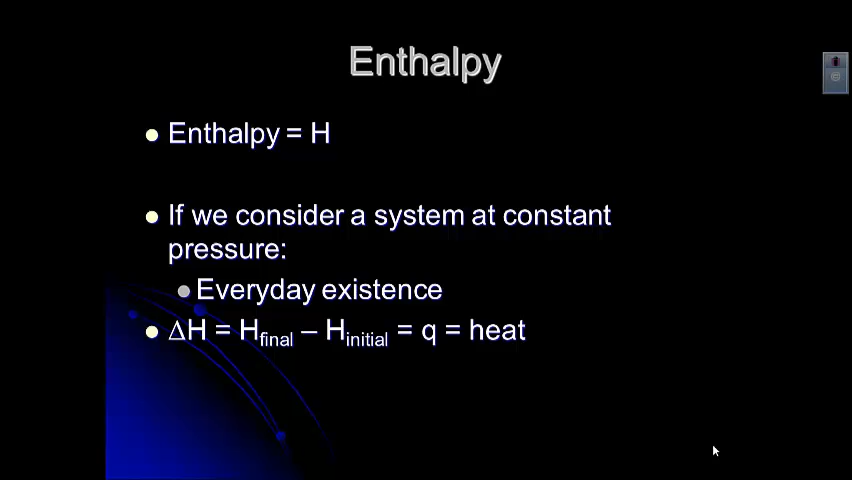 Enthalpy
Enthalpy = H
If we consider a system at constant
pressure:
Everyday existence
ΔH = Hfinal – Hinitial = q = heat